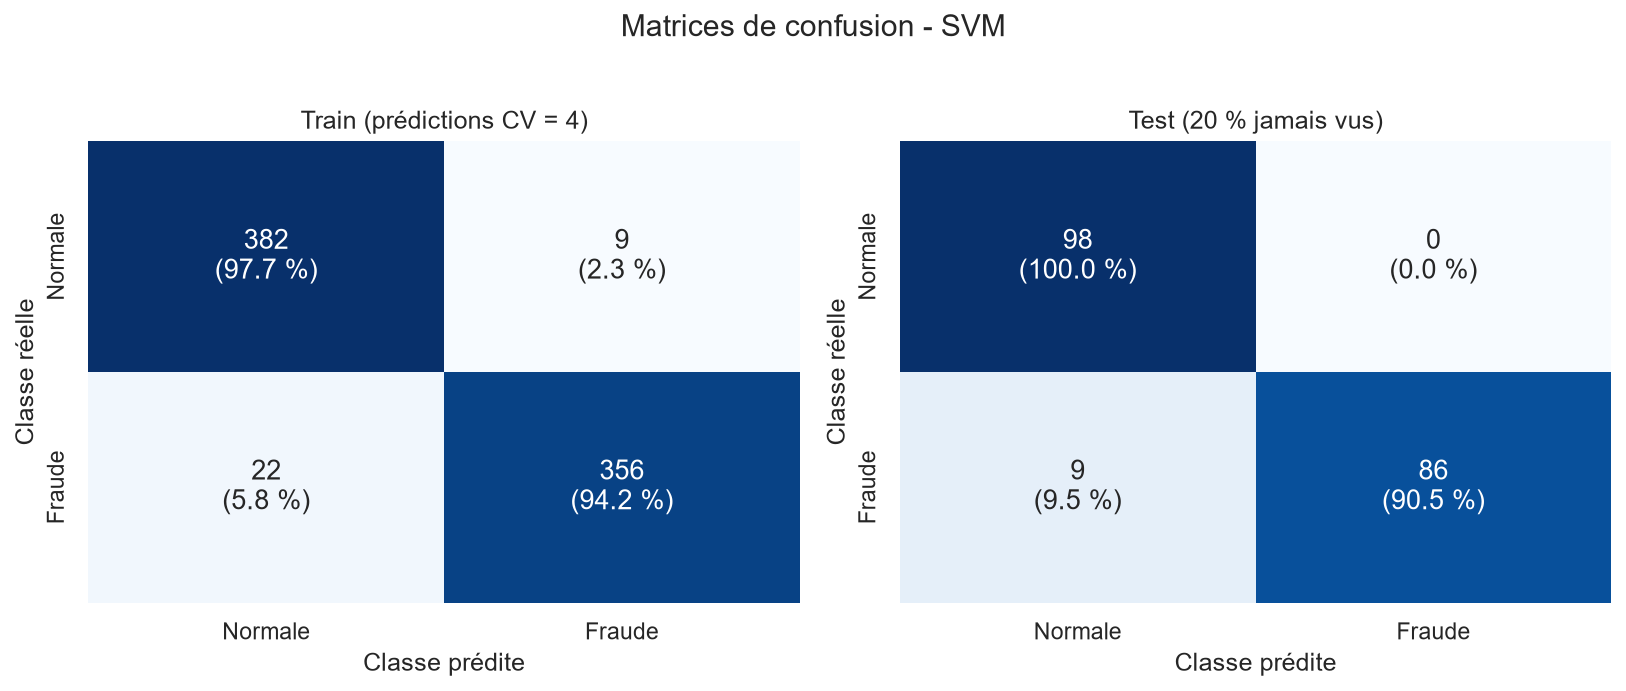 Matrices de confusion - SVM
Train (prédictions CV = 4)
Classe réelle
Normale
Fraude
382
(97.7 %)
9
(2.3 %)
22
(5.8 %)
356
(94.2 %)
Normale
Fraude
Classe prédite
Test (20 % jamais vus)
Classe réelle
Normale
Fraude
98
(100.0 %)
0
(0.0 %)
9
(9.5 %)
86
(90.5 %)
Normale
Fraude
Classe prédite